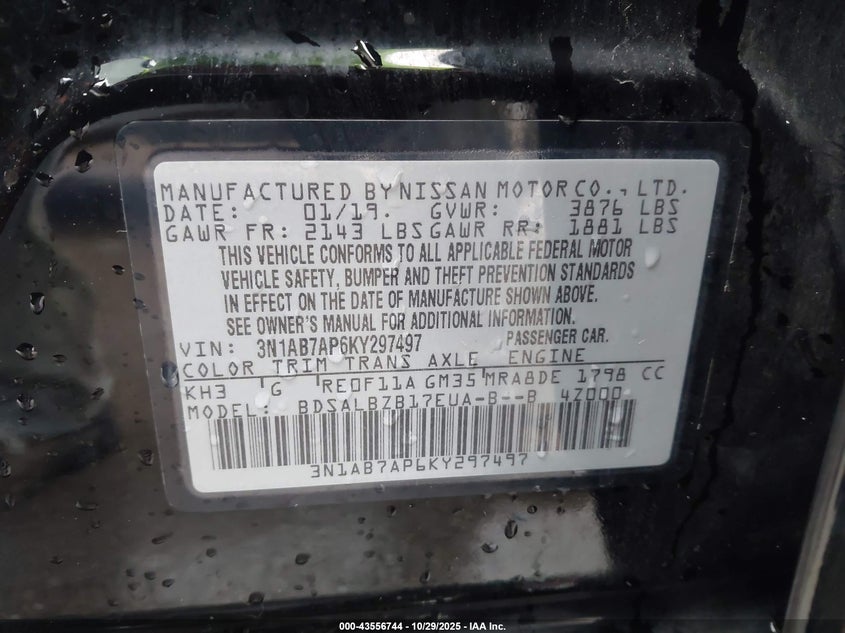 MANUFACTURED BY NISSAN MOTOR CO., LTD.
DATE: 01/19. GVWR: 3876 LBS
GAWR FR: 2143 LBS GAWR RR: 1881 LBS
THIS VEHICLE CONFORMS TO ALL APPLICABLE FEDERAL MOTOR
VEHICLE SAFETY, BUMPER AND THEFT PREVENTION STANDARDS
IN EFFECT ON THE DATE OF MANUFACTURE SHOWN ABOVE.
SEE OWNER'S MANUAL FOR ADDITIONAL INFORMATION.
VIN: 3N1AB7AP6KY297497 PASSENGER CAR.
COLOR TRIM TRANS AXLE ENGINE
KH3 G RE0F11A GM35 MRA8DE 1798 CC
MODEL: BDSALBZB17EUA-B--B 4Z000
3N1AB7AP6KY297497
000-43556744 - 10/29/2025 - IAA Inc.